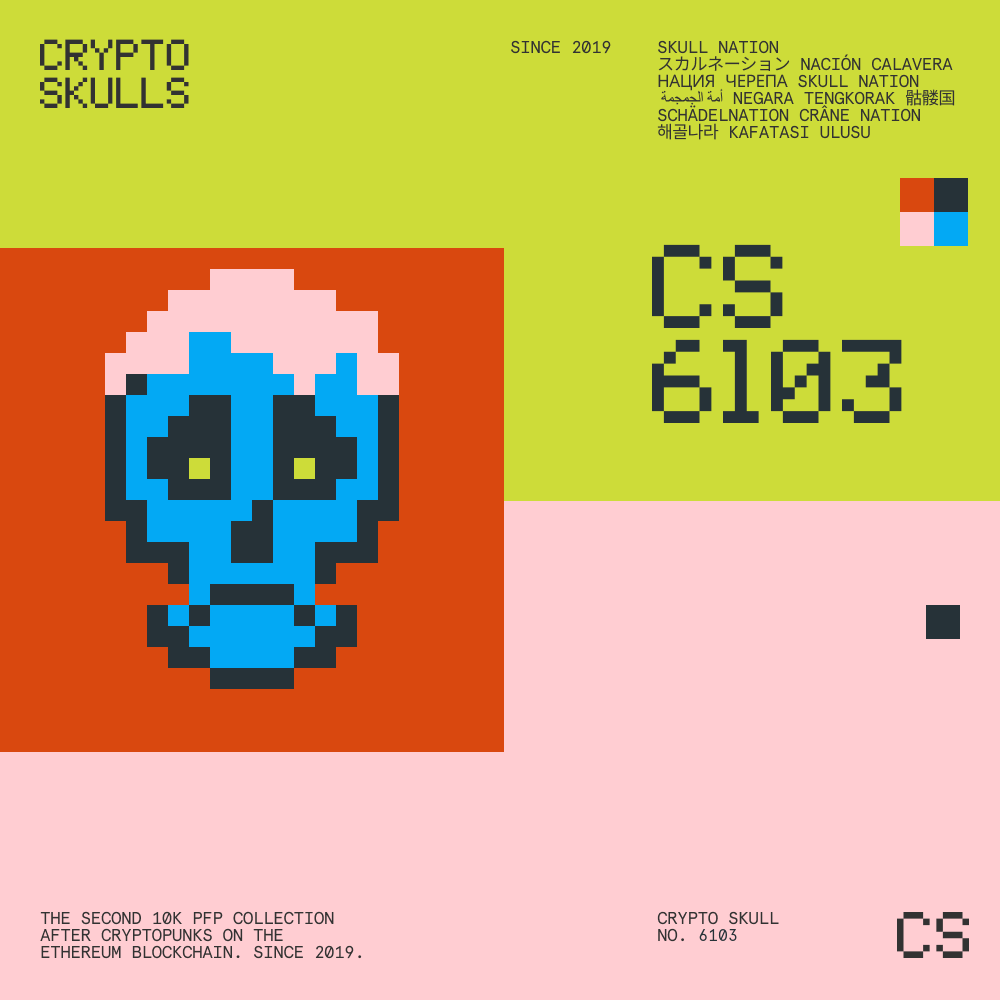 CRYPTO
SKULLS
SINCE 2019
SKULL NATION
スカルネーション NACIÓN CALAVERA
НАЦИЯ ЧЕРЕПА SKULL NATION
أمة الجمجمة NEGARA TENGKORAK 骷髅国
SCHÄDELNATION CRÂNE NATION
해골나라 KAFATASI ULUSU
CS
6103
THE SECOND 10K PFP COLLECTION
AFTER CRYPTOPUNKS ON THE
ETHEREUM BLOCKCHAIN. SINCE 2019.
CRYPTO SKULL
NO. 6103
CS